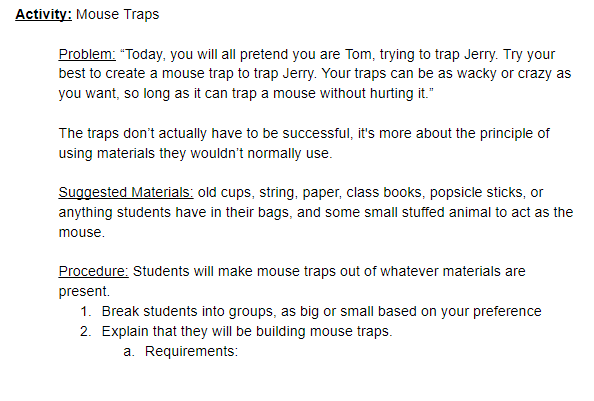 Activity: Mouse Traps
Problem: “Today, you will all pretend you are Tom, trying to trap Jerry. Try your
best to create a mouse trap to trap Jerry. Your traps can be as wacky or crazy as
you want, so long as it can trap a mouse without hurting it.”
The traps don’t actually have to be successful, it's more about the principle of
using materials they wouldn’t normally use.
Suggested Materials: old cups, string, paper, class books, popsicle sticks, or
anything students have in their bags, and some small stuffed animal to act as the
mouse.
Procedure: Students will make mouse traps out of whatever materials are
present.
1. Break students into groups, as big or small based on your preference
2. Explain that they will be building mouse traps.
a. Requirements: